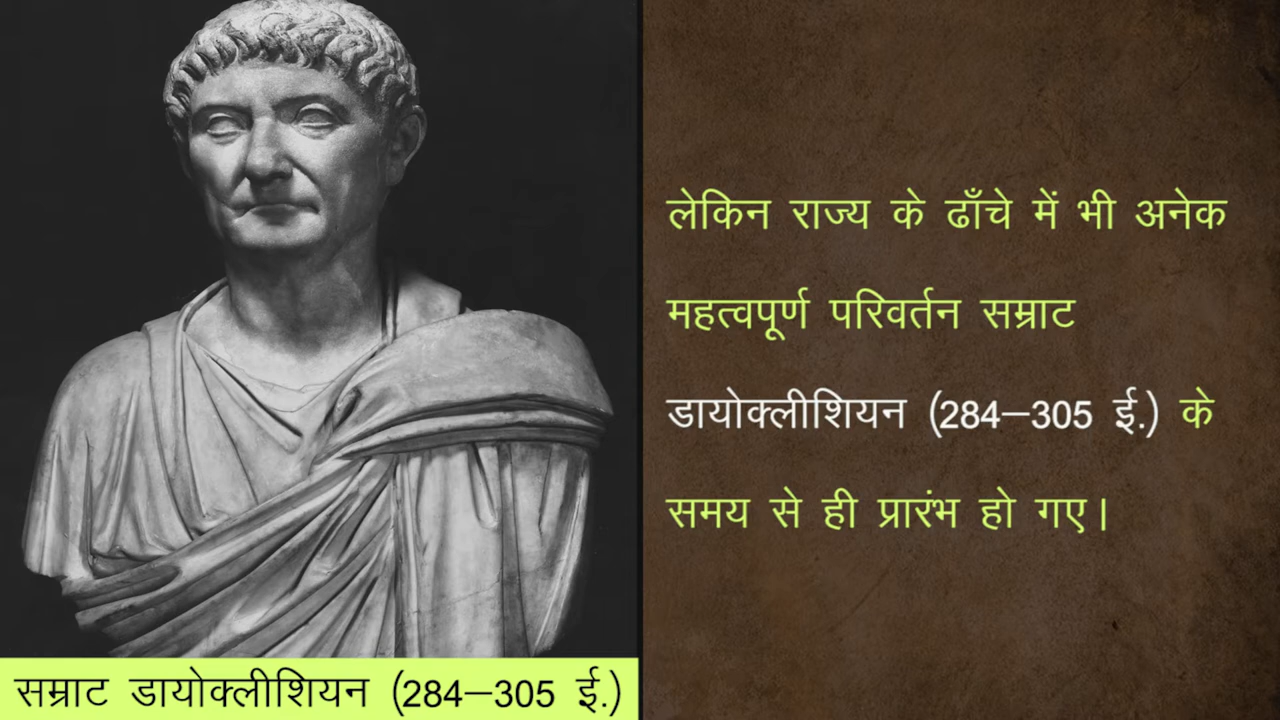 लेकिन राज्य के ढाँचे में भी अनेक
महत्वपूर्ण परिवर्तन सम्राट
डायोक्लीशियन (284–305 ई.) के
समय से ही प्रारंभ हो गए।
सम्राट डायोक्लीशियन (284–305 ई.)